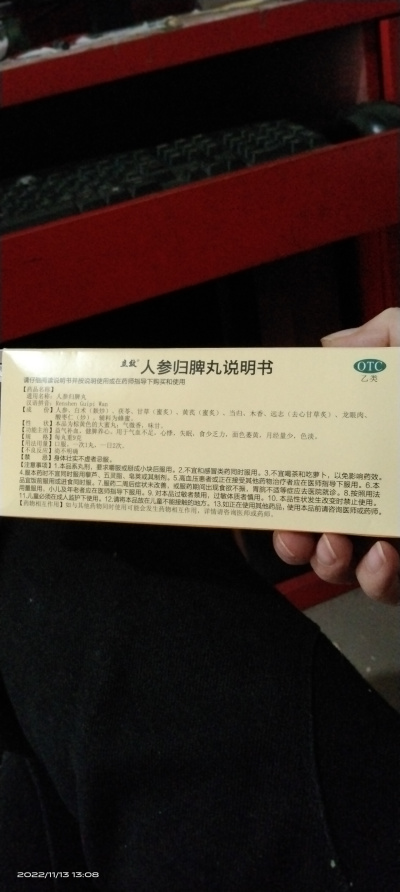 立效 人参归脾丸说明书
OTC
乙类
请仔细阅读说明书并按说明使用或在药师指导下购买和使用
【药品名称】
通用名称：人参归脾丸
汉语拼音：Renshen Guipi Wan
【成 份】人参、白术（麸炒）、茯苓、甘草（蜜炙）、黄芪（蜜炙）、当归、木香、远志（去心甘草炙）、龙眼肉、
酸枣仁（炒），辅料为蜂蜜。
【性 状】
【功能主治】益气补血，健脾养心。用于气血不足，心悸，失眠，食少乏力，面色萎黄，月经量少，色淡。
【规 格】每丸重9克
【用法用量】口服。一次1丸，一日2次。
【不良反应】尚不明确
【禁 忌】身体壮实不虚者忌服。
【注意事项】1.本品系丸剂，要求嚼服或掰成小块后服用。2.不宜和感冒类药同时服用。3.不宜喝茶和吃萝卜，以免影响药效。
4.服本药时不宜同时服用藜芦、五灵脂、皂荚或其制剂。5.高血压患者或正在接受其他药物治疗者应在医师指导下服用。6.本
品宜饭前服用或进食同时服。7.服药二周后症状未改善，或服药期间出现食欲不振，胃脘不适等症应去医院就诊。8.按照用法
用量服用，小儿及年老者应在医师指导下服用。9.对本品过敏者禁用，过敏体质者慎用。10.本品性状发生改变时禁止使用。
11.儿童必须在成人监护下使用。12.请将本品放在儿童不能接触的地方。13.如正在使用其他药品，使用本品前请咨询医师或药师。
【药物相互作用】如与其他药物同时使用可能会发生药物相互作用，详情请咨询医师或药师。
2022/11/13 13:08